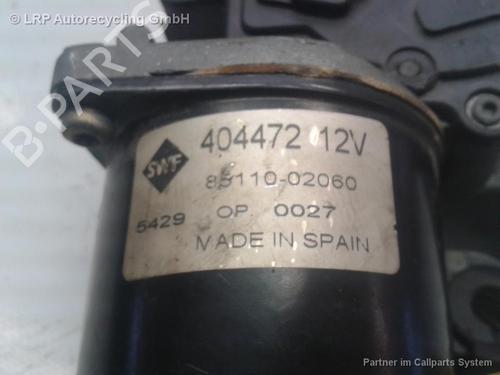 © LRP Autorecycling GmbH
B-PARTS
SWF
404472 12V
85110-02060
5429 OP. 0027
MADE IN SPAIN
Partner im Callparts System